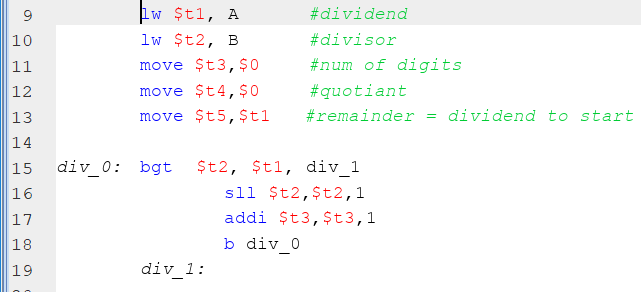 9 lw $t1, A #dividend
10 lw $t2, B #divisor
11 move $t3,$0 #num of digits
12 move $t4,$0 #quotiant
13 move $t5,$t1 #remainder = dividend to start
14
15 div_0: bgt $t2, $t1, div_1
16 sll $t2,$t2,1
17 addi $t3,$t3,1
18 b div_0
19 div_1: